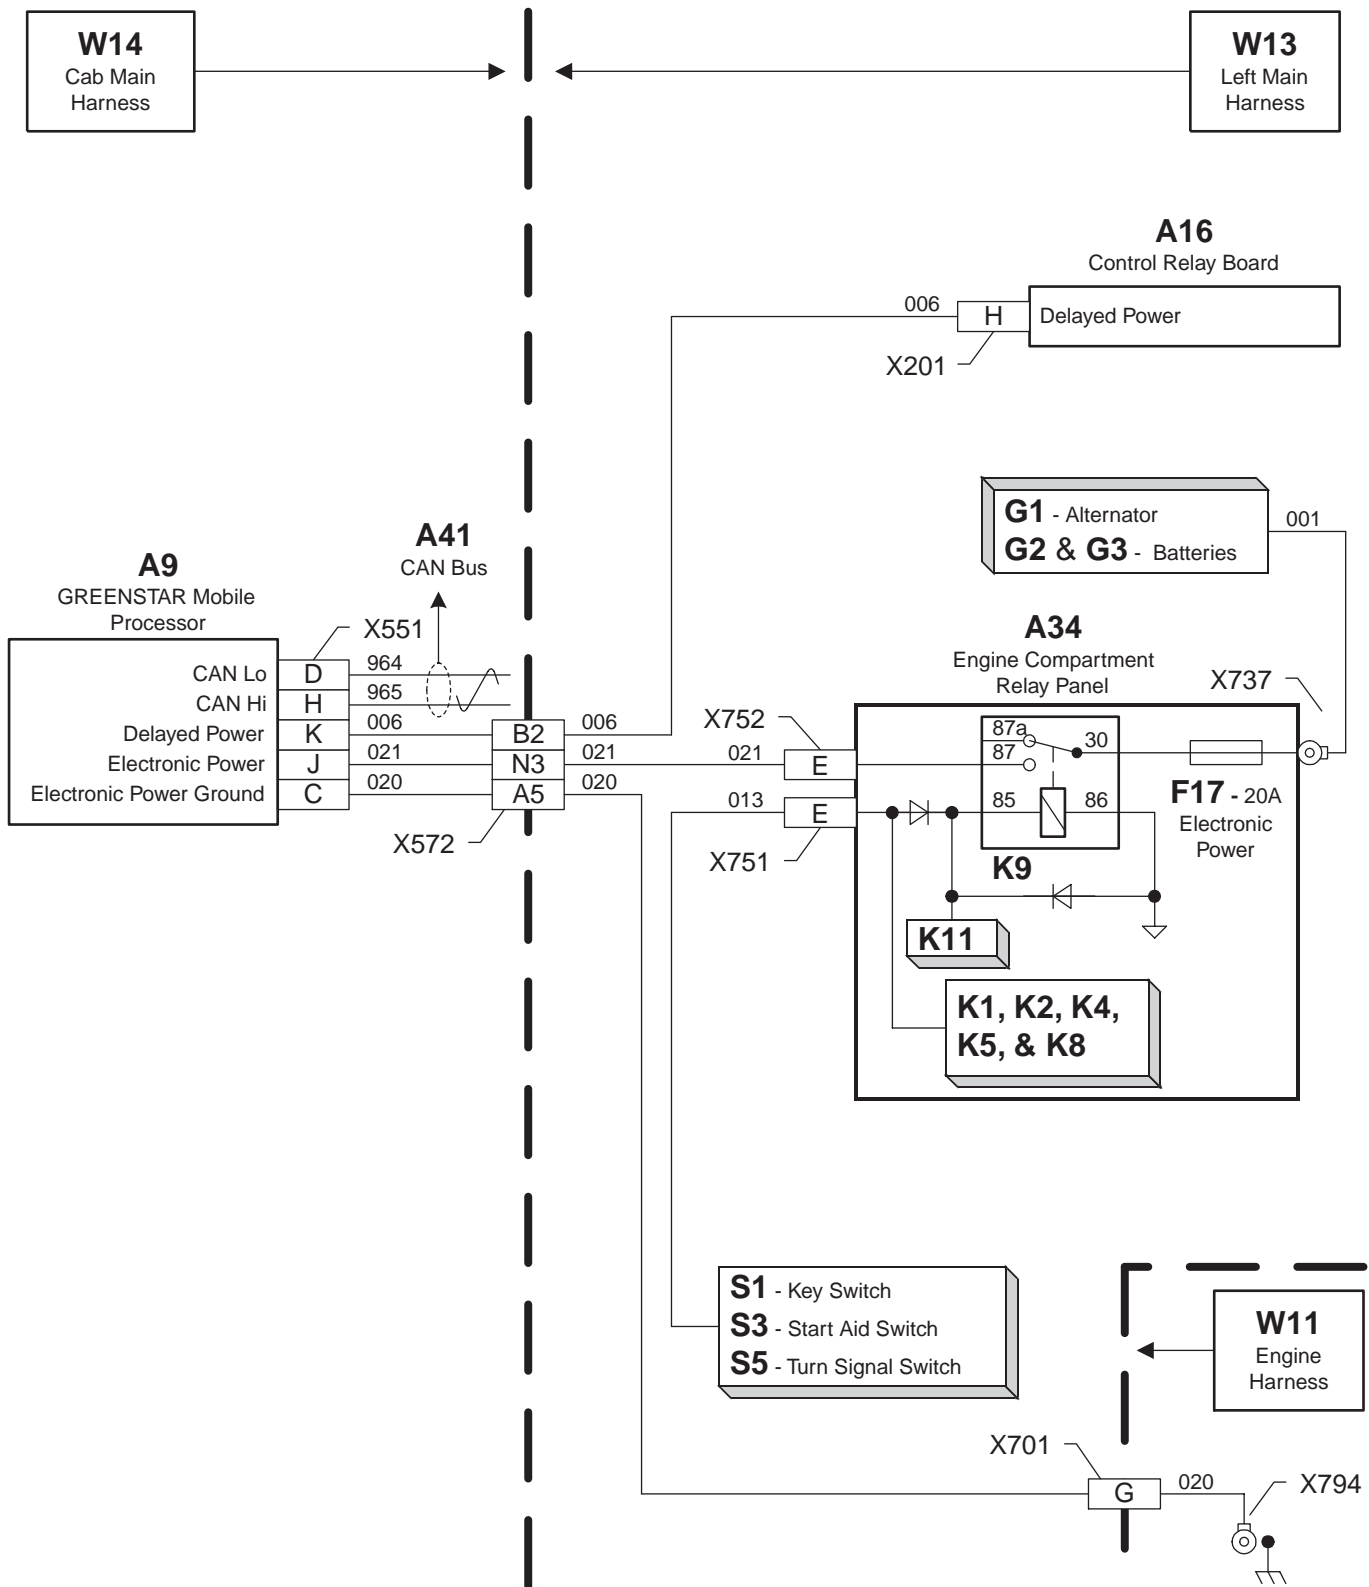 W14
Cab Main
Harness
W13
Left Main
Harness
A16
Control Relay Board
006
H
Delayed Power
X201
G1 - Alternator
G2 & G3 - Batteries
001
A41
CAN Bus
A9
GREENSTAR Mobile
Processor
X551
CAN Lo
D
964
CAN Hi
H
965
Delayed Power
K
006
B2
006
Electronic Power
J
021
N3
021
Electronic Power Ground
C
020
A5
020
X572
A34
Engine Compartment
Relay Panel
X737
X752
021
E
87a
87
30
F17 - 20A
Electronic
Power
013
E
85
86
X751
K9
K11
K1, K2, K4,
K5, & K8
S1 - Key Switch
S3 - Start Aid Switch
S5 - Turn Signal Switch
W11
Engine
Harness
X701
G
020
X794